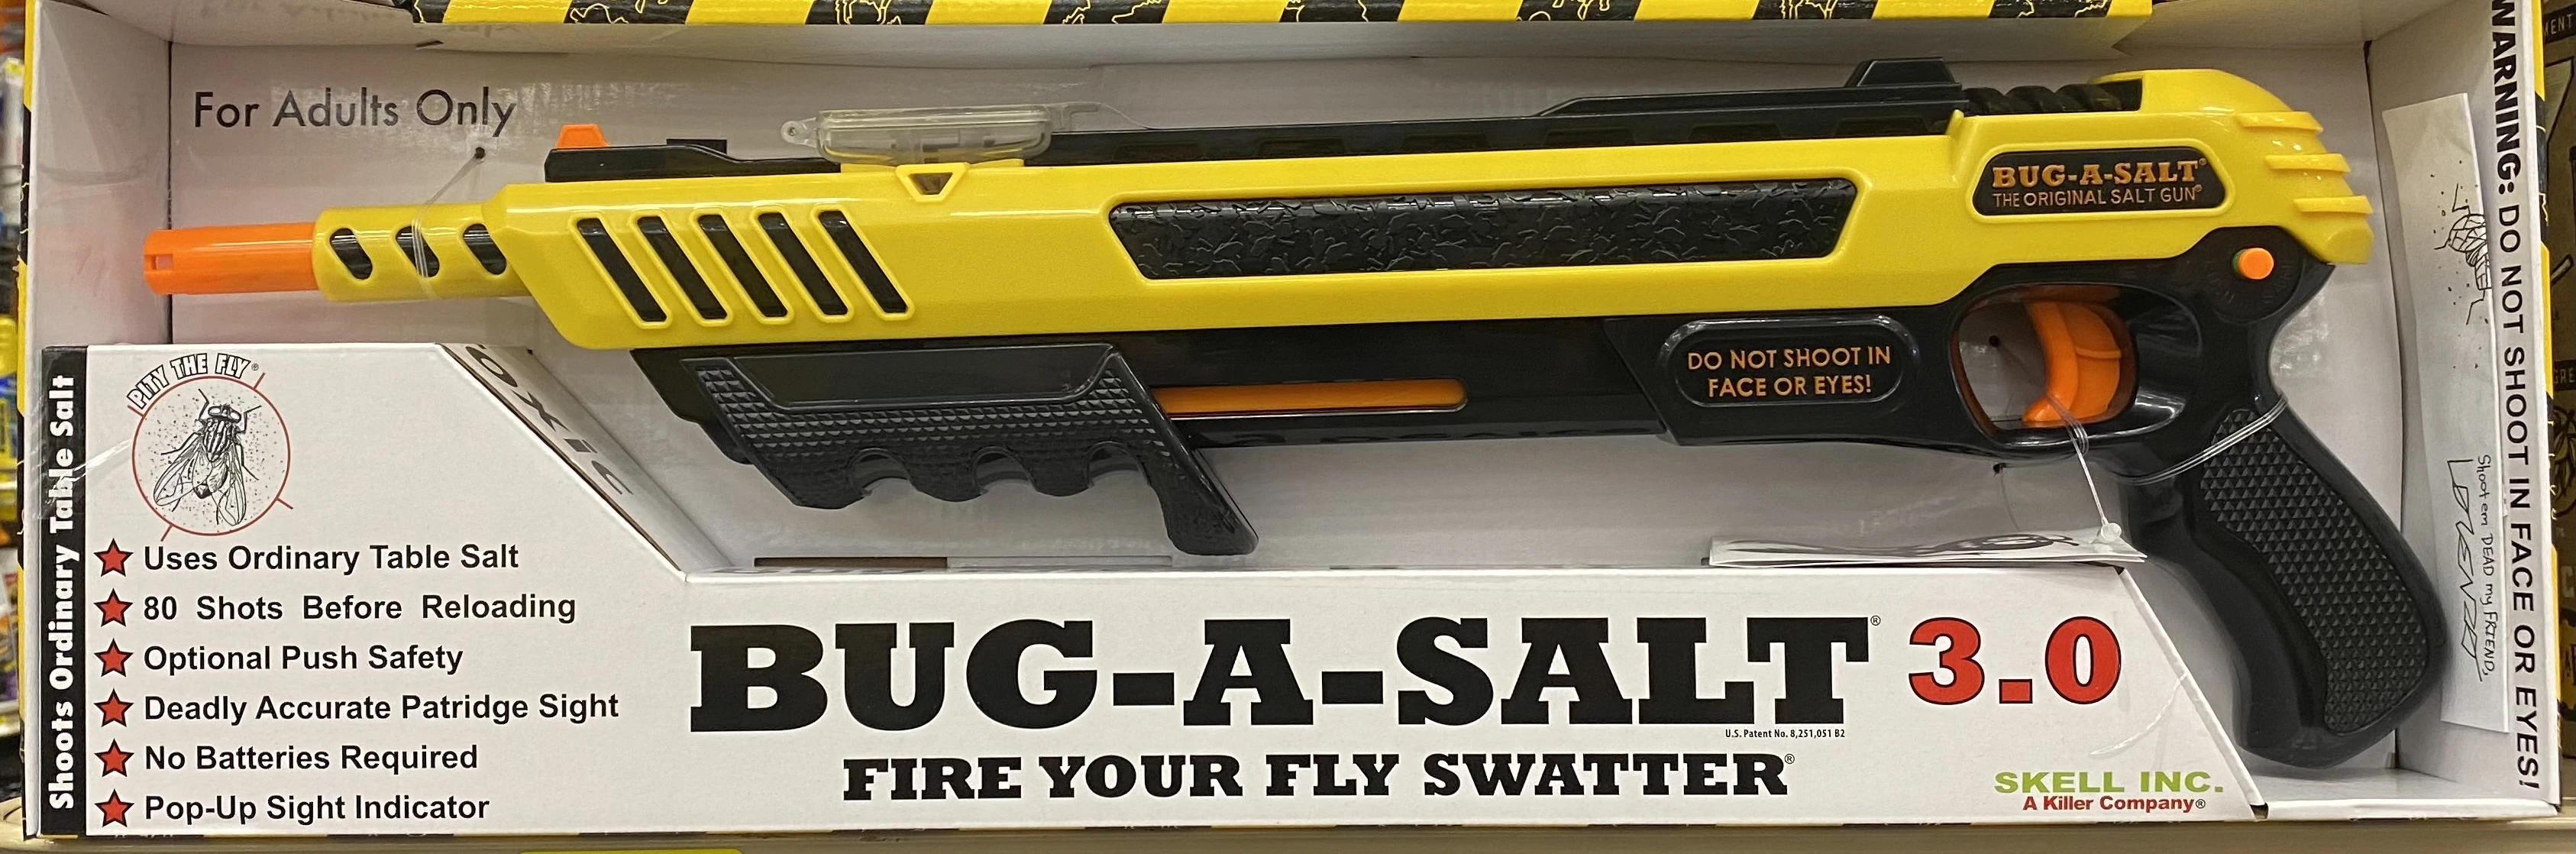 For Adults Only
BUG-A-SALT®
THE ORIGINAL SALT GUN®
DO NOT SHOOT IN
FACE OR EYES!
WARNING: DO NOT SHOOT IN FACE OR EYES!
Shoot em DEAD my FRIEND,
Shoots Ordinary Table Salt
PITY THE FLY®
Uses Ordinary Table Salt
80 Shots Before Reloading
Optional Push Safety
Deadly Accurate Patridge Sight
No Batteries Required
Pop-Up Sight Indicator
BUG-A-SALT® 3.0
U.S. Patent No. 8,251,051 B2
FIRE YOUR FLY SWATTER®
SKELL INC.
A Killer Company®